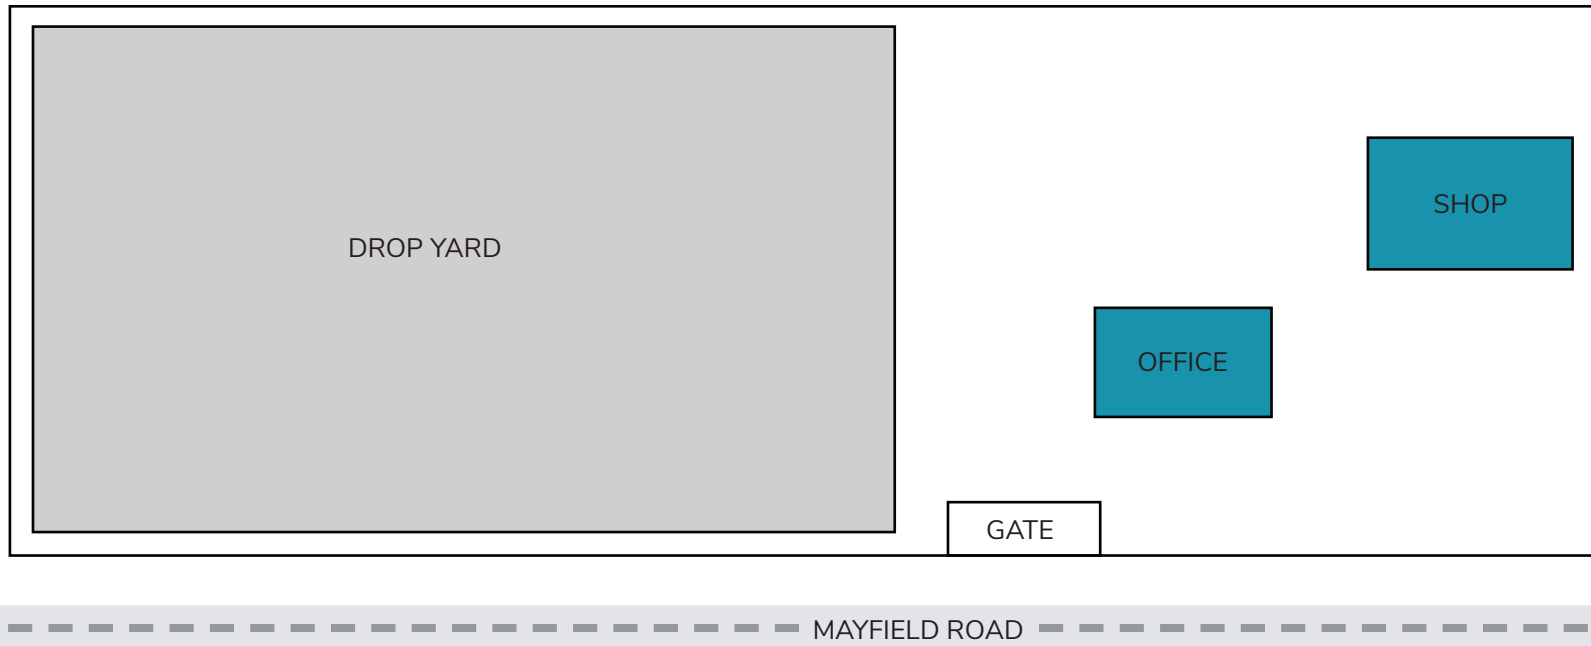 SHOP
DROP YARD
OFFICE
GATE
MAYFIELD ROAD